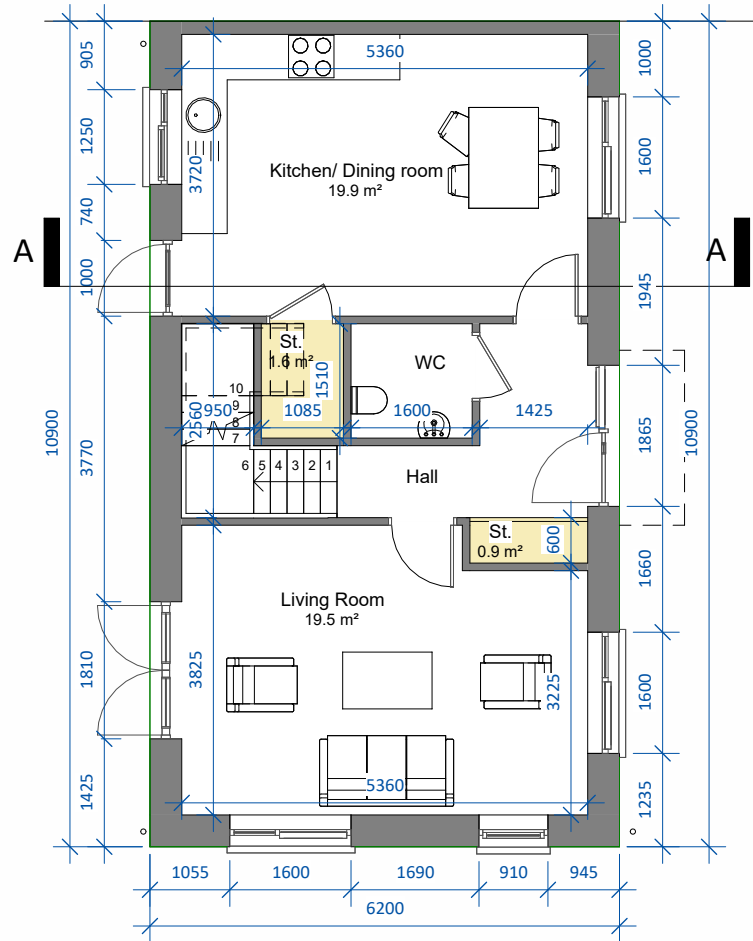 905
5360
1000
1250
3720
Kitchen/ Dining room
19.9 m²
1600
740
A
A
1000
1945
St.
1.6 m²
1510
WC
10
9
8
7
2560
950
1085
1600
1425
10900
3770
1865
10900
6 5 4 3 2 1
Hall
St.
0.9 m²
600
1660
Living Room
19.5 m²
1810
3825
3225
1600
5360
1425
1235
1055
1600
1690
910
945
6200